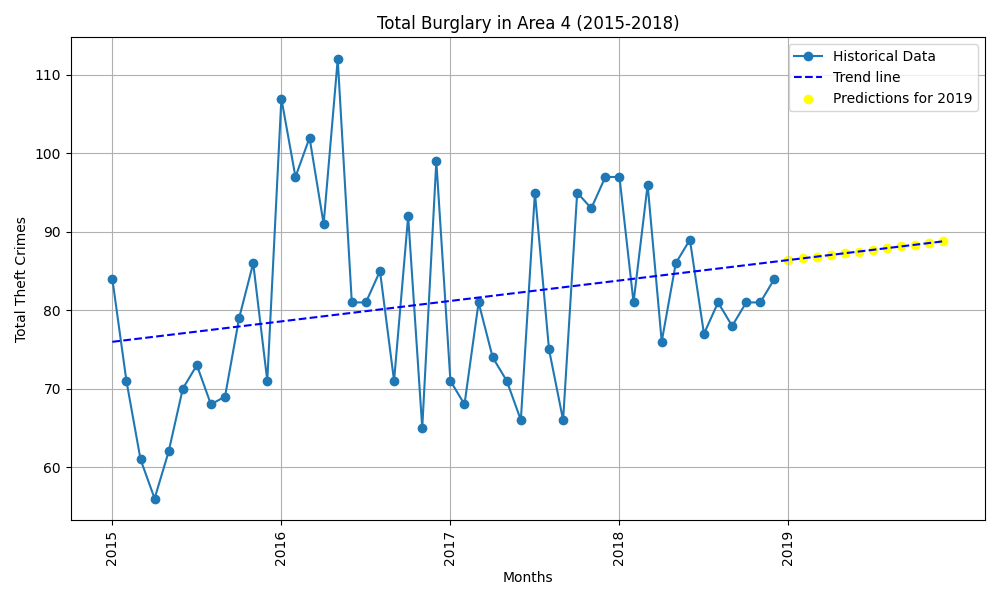 Total Burglary in Area 4 (2015-2018)
Historical Data
Trend line
Predictions for 2019
Total Theft Crimes
110
100
90
80
70
60
2015
2016
2017
2018
2019
Months